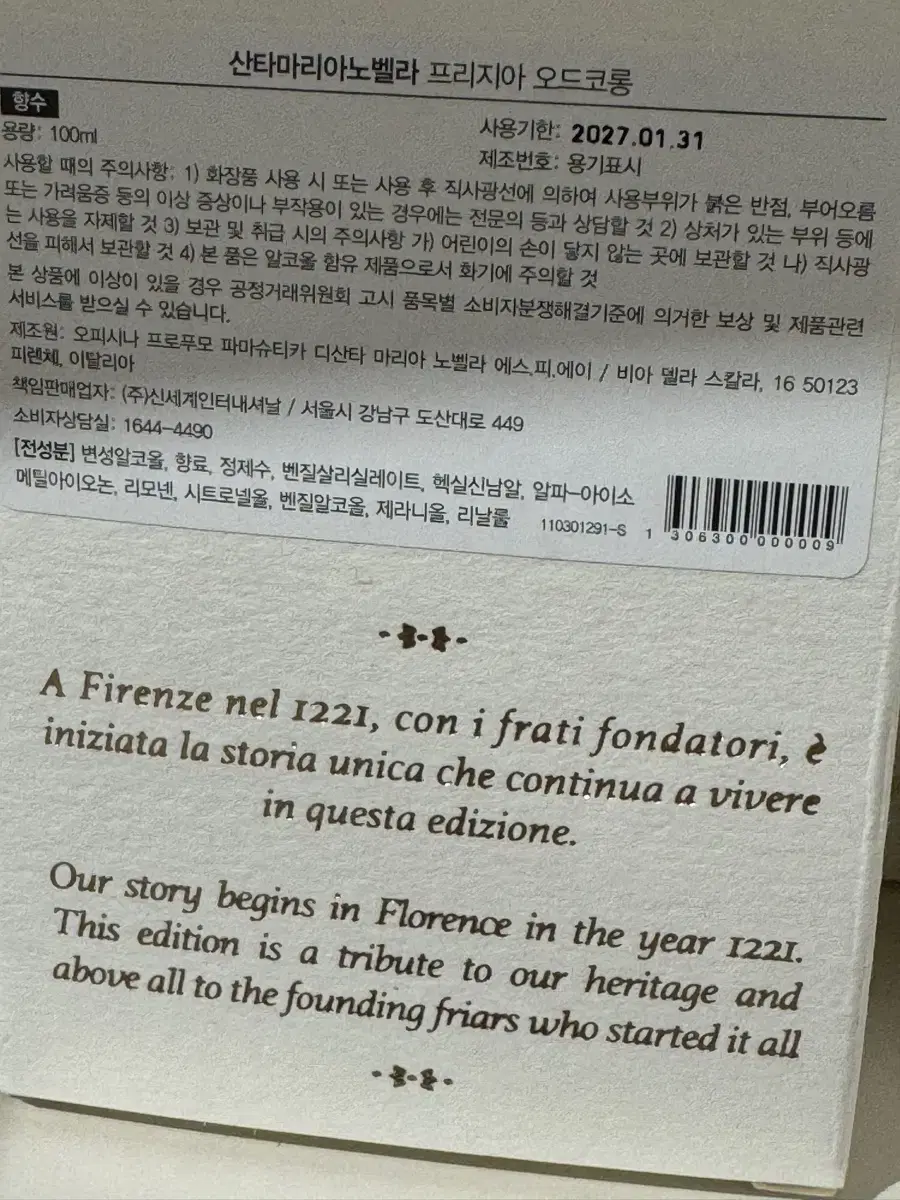 산타마리아노벨라 프리지아 오드코롱
향수
용량: 100ml
사용기한: 2027.01.31
제조번호: 용기표시
사용할 때의 주의사항: 1) 화장품 사용 시 또는 사용 후 직사광선에 의하여 사용부위가 붉은 반점, 부어오름
또는 가려움증 등의 이상 증상이나 부작용이 있는 경우에는 전문의 등과 상담할 것 2) 상처가 있는 부위 등에
는 사용을 자제할 것 3) 보관 및 취급 시의 주의사항 가) 어린이의 손이 닿지 않는 곳에 보관할 것 나) 직사광
선을 피해서 보관할 것 4) 본 품은 알코올 함유 제품으로서 화기에 주의할 것
본 상품에 이상이 있을 경우 공정거래위원회 고시 품목별 소비자분쟁해결기준에 의거한 보상 및 제품관련
서비스를 받으실 수 있습니다.
제조원: 오피시나 프로푸모 파마슈티카 디산타 마리아 노벨라 에스.피.에이 / 비아 델라 스칼라, 16 50123
피렌체, 이탈리아
책임판매업자: (주)신세계인터내셔날 / 서울시 강남구 도산대로 449
소비자상담실: 1644-4490
[전성분] 변성알코올, 향료, 정제수, 벤질살리실레이트, 헥실신남알, 알파-아이소
메틸아이오논, 리모넨, 시트로넬올, 벤질알코올, 제라니올, 리날룰
110301291-S
1 306300 000009
A Firenze nel 1221, con i frati fondatori, è
iniziata la storia unica che continua a vivere
in questa edizione.
Our story begins in Florence in the year 1221.
This edition is a tribute to our heritage and
above all to the founding friars who started it all